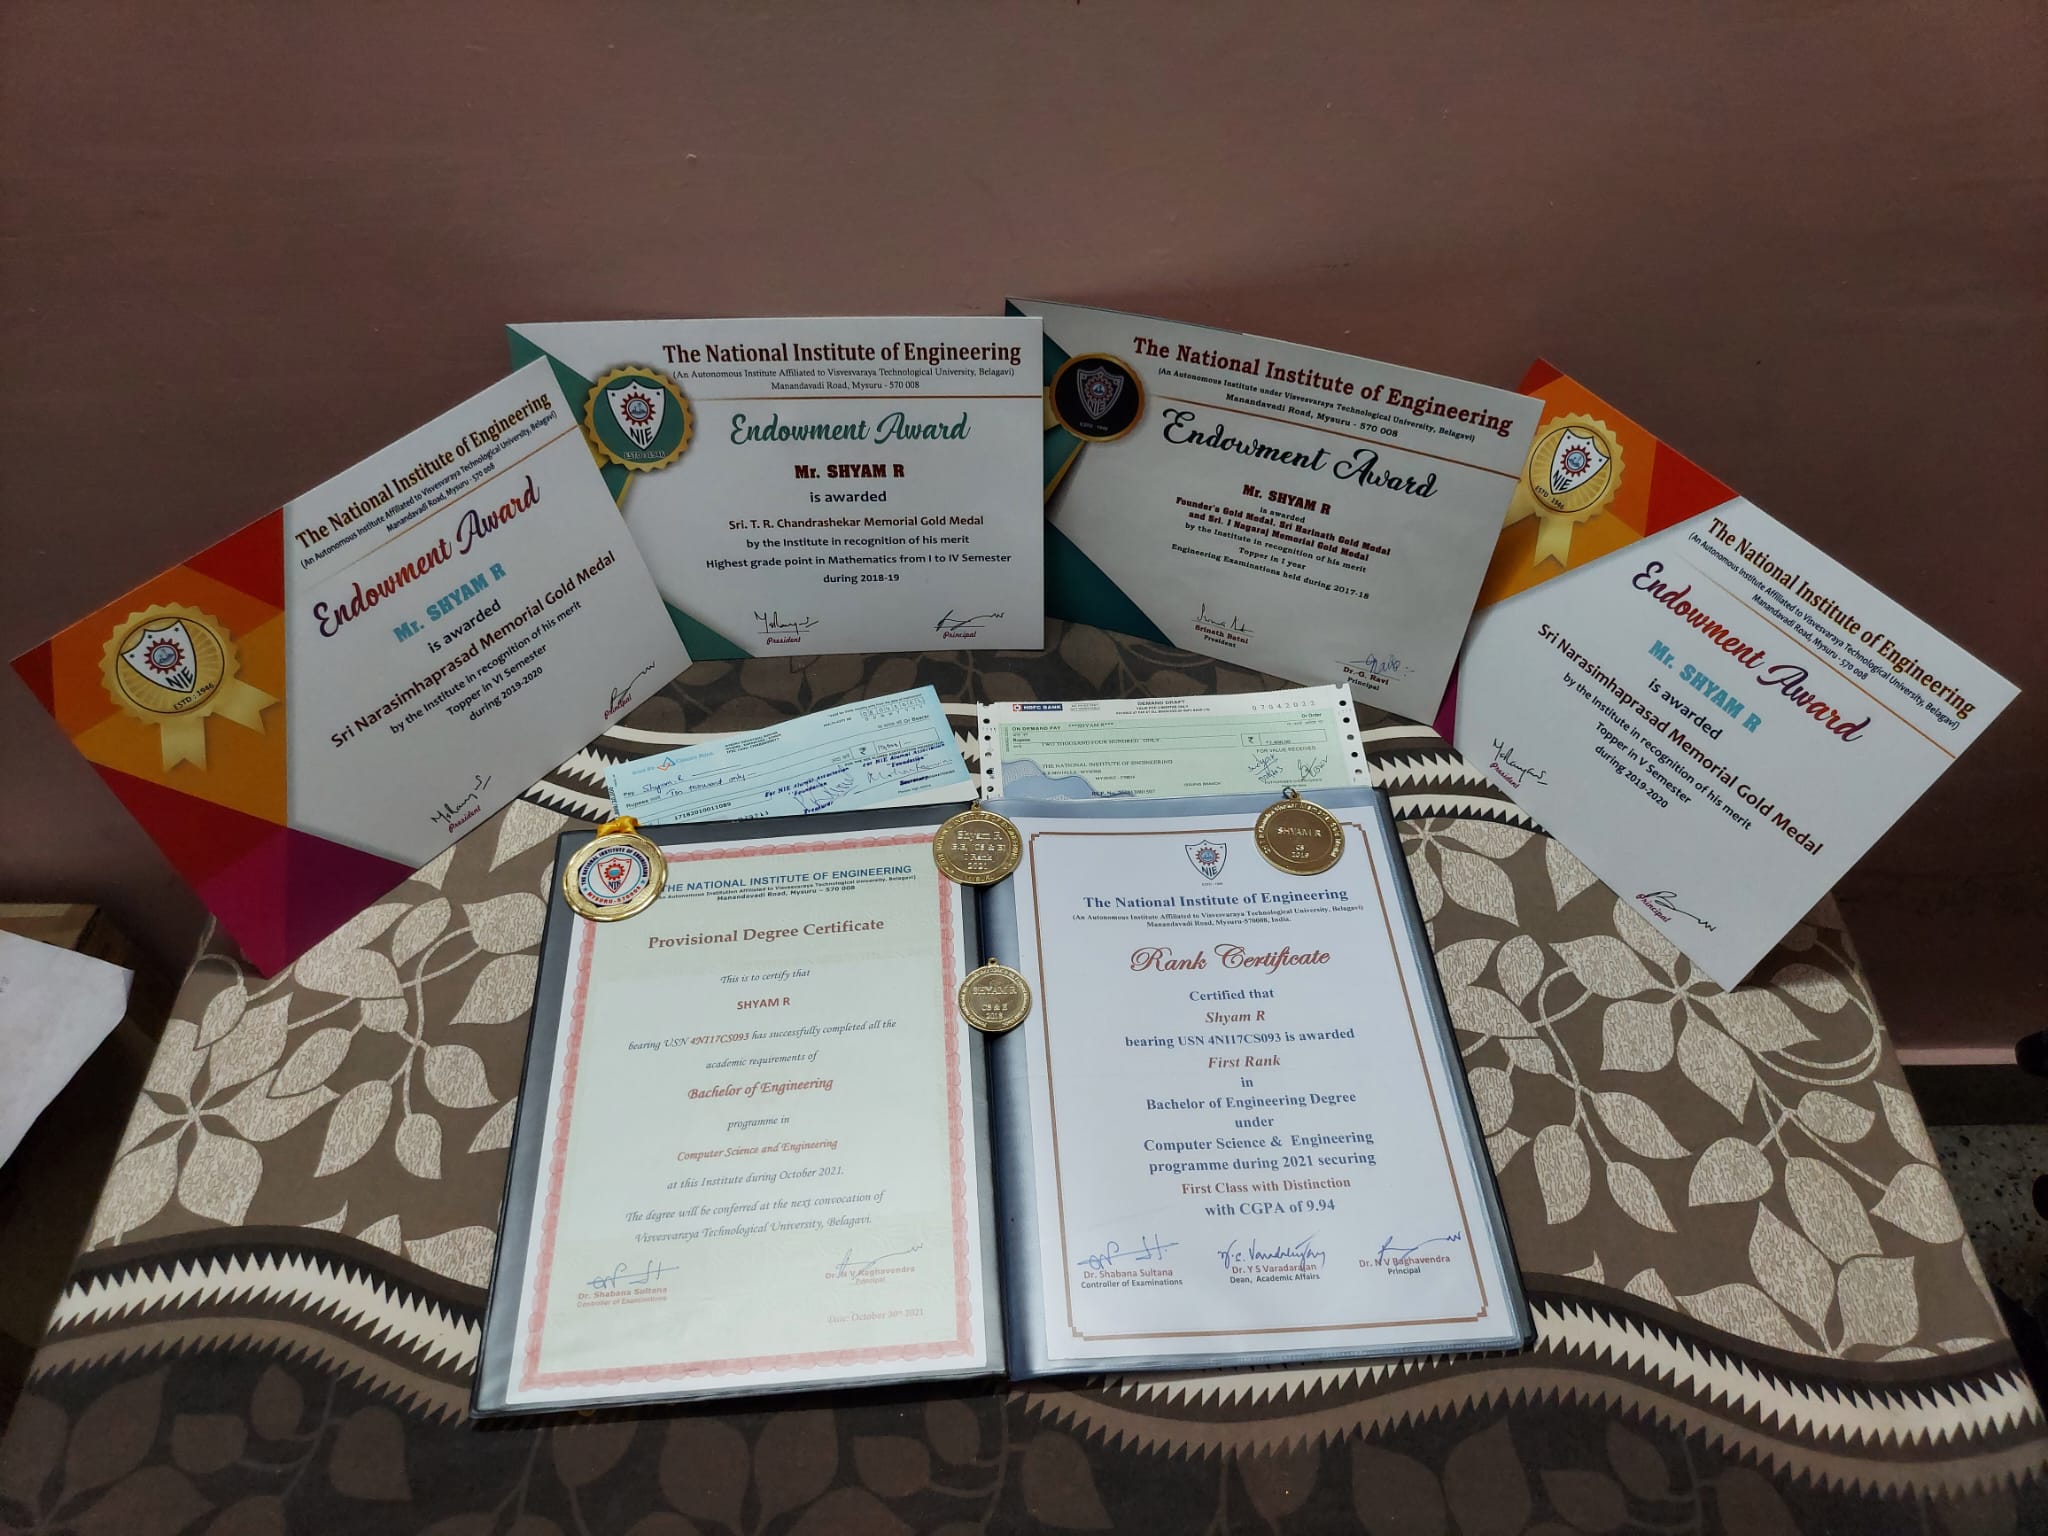 The National Institute of Engineering
(An Autonomous Institute Affiliated to Visvesvaraya Technological University, Belagavi)
Manandavadi Road, Mysuru - 570 008
Endowment Award
Mr. SHYAM R
is awarded
Sri Narasimhaprasad Memorial Gold Medal
by the Institute in recognition of his merit
Topper in VI Semester
during 2019-2020
President
Principal
NIE
ESTD : 1946
The National Institute of Engineering
(An Autonomous Institute Affiliated to Visvesvaraya Technological University, Belagavi)
Manandavadi Road, Mysuru - 570 008
Endowment Award
Mr. SHYAM R
is awarded
Sri. T. R. Chandrashekar Memorial Gold Medal
by the Institute in recognition of his merit
Highest grade point in Mathematics from I to IV Semester
during 2018-19
President
Principal
NIE
ESTD : 1946
The National Institute of Engineering
(An Autonomous Institute under Visvesvaraya Technological University, Belagavi)
Manandavadi Road, Mysuru - 570 008
Endowment Award
Mr. SHYAM R
is awarded
Founder's Gold Medal, Sri Harinath Gold Medal
and Sri. I Nagaraj Memorial Gold Medal
by the Institute in recognition of his merit
Topper in I year
Engineering Examinations held during 2017-18
Srinath Batni
President
Dr. G. Ravi
Principal
NIE
ESTD : 1946
The National Institute of Engineering
(An Autonomous Institute Affiliated to Visvesvaraya Technological University, Belagavi)
Manandavadi Road, Mysuru - 570 008
Endowment Award
Mr. SHYAM R
is awarded
Sri Narasimhaprasad Memorial Gold Medal
by the Institute in recognition of his merit
Topper in V Semester
during 2019-2020
President
Principal
NIE
ESTD : 1946
Canara Bank
Pay Shyam R
Rupees Ten thousand only
For NIE Alumni Association
Foundation
HDFC BANK
DEMAND DRAFT
07042022
ON DEMAND PAY ***SHYAM R***
Or Order
Rupees TWO THOUSAND FOUR HUNDRED ONLY
FOR VALUE RECEIVED
THE NATIONAL INSTITUTE OF ENGINEERING
THE NATIONAL INSTITUTE OF ENGINEERING
NIE
MYSURU-570008
Shyam R
B.E. (CS & E)
I Rank
2021
SHYAM R
CS
2019
SHYAM R
CS & E
2018
THE NATIONAL INSTITUTE OF ENGINEERING
(An Autonomous Institution Affiliated to Visvesvaraya Technological University, Belagavi)
Manandavadi Road, Mysuru – 570 008
Provisional Degree Certificate
This is to certify that
SHYAM R
bearing USN 4NI17CS093 has successfully completed all the
academic requirements of
Bachelor of Engineering
programme in
Computer Science and Engineering
at this Institute during October 2021.
The degree will be conferred at the next convocation of
Visvesvaraya Technological University, Belagavi.
Dr. Shabana Sultana
Controller of Examinations
Dr. N V Raghavendra
Principal
Date: October 30th 2021
NIE
The National Institute of Engineering
(An Autonomous Institute Affiliated to Visvesvaraya Technological University, Belagavi)
Manandavadi Road, Mysuru-570008, India.
Rank Certificate
Certified that
Shyam R
bearing USN 4NI17CS093 is awarded
First Rank
in
Bachelor of Engineering Degree
under
Computer Science & Engineering
programme during 2021 securing
First Class with Distinction
with CGPA of 9.94
Dr. Shabana Sultana
Controller of Examinations
Dr. Y S Varadarajan
Dean, Academic Affairs
Dr. N V Raghavendra
Principal